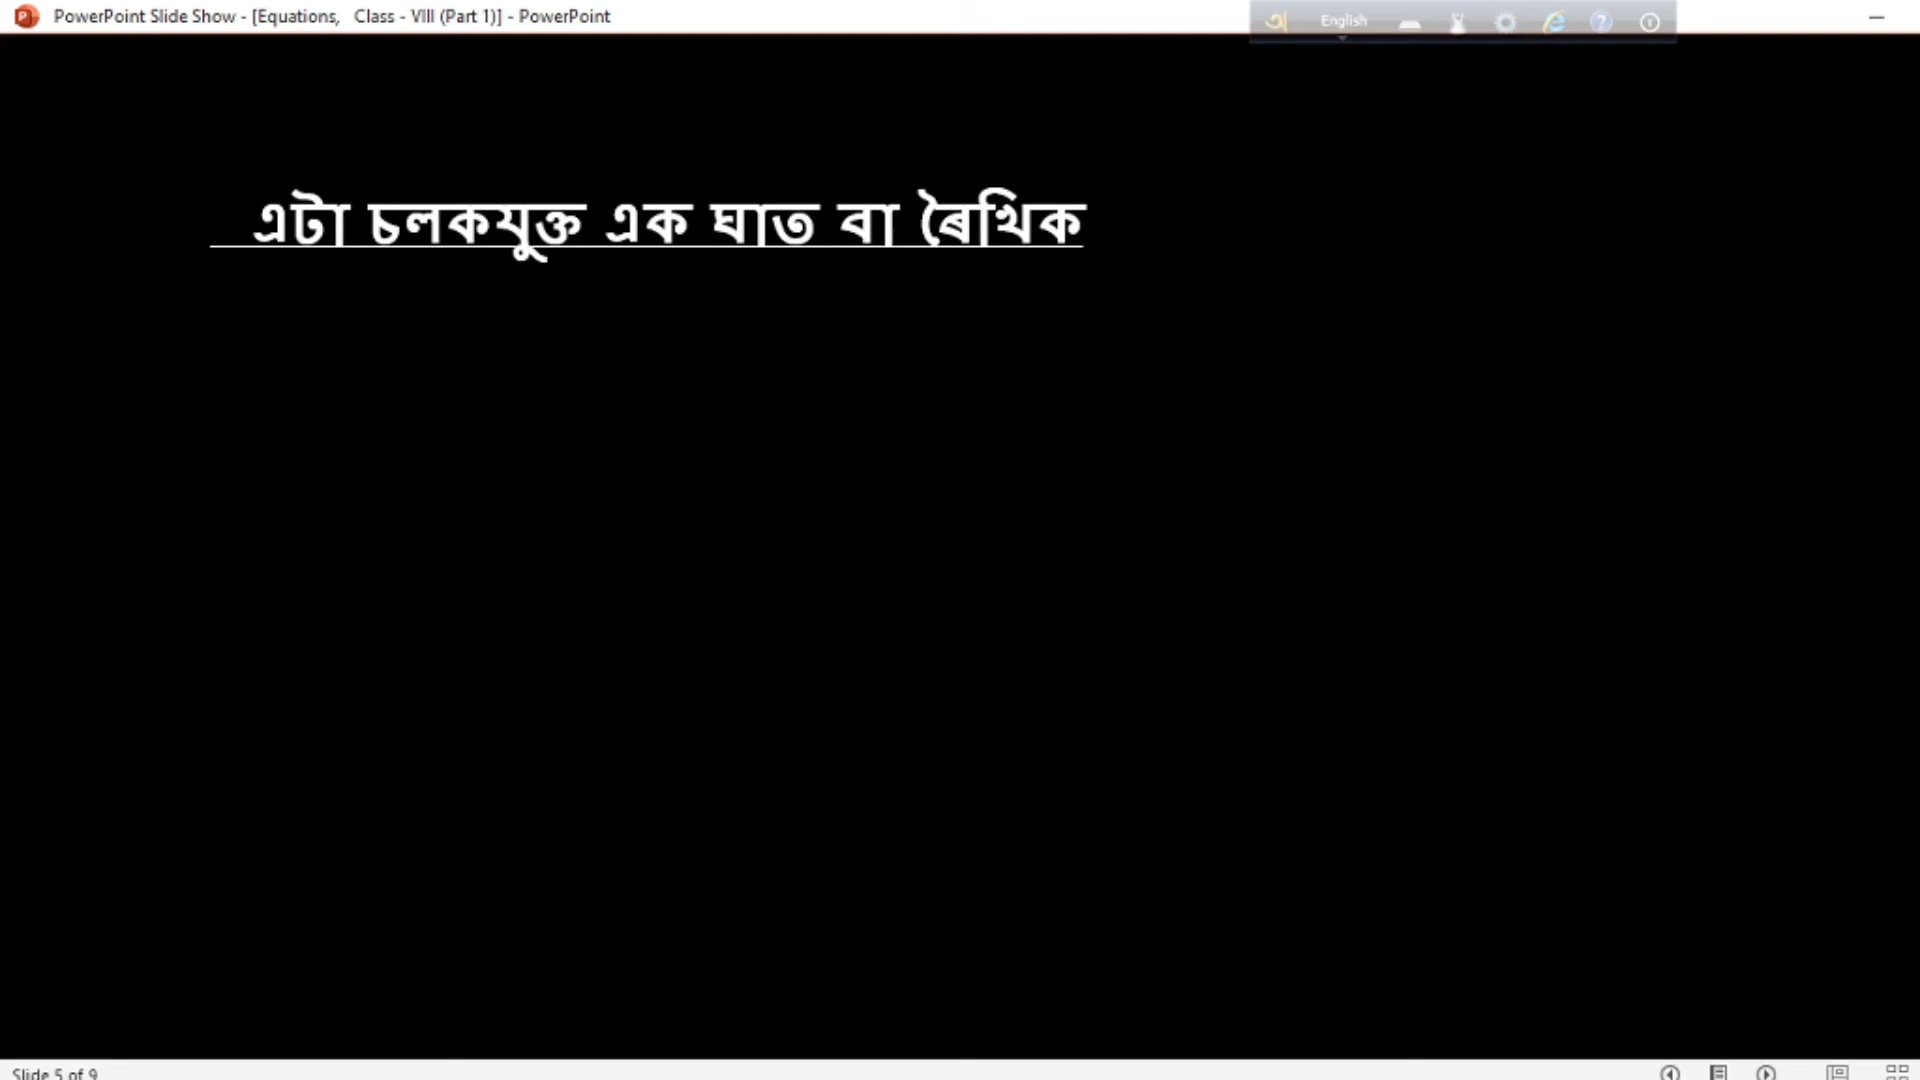 PowerPoint Slide Show - [Equations, Class - VIII (Part 1)] - PowerPoint
অ English
এটা চলকযুক্ত এক ঘাত বা ৰৈখিক
Slide 5 of 9